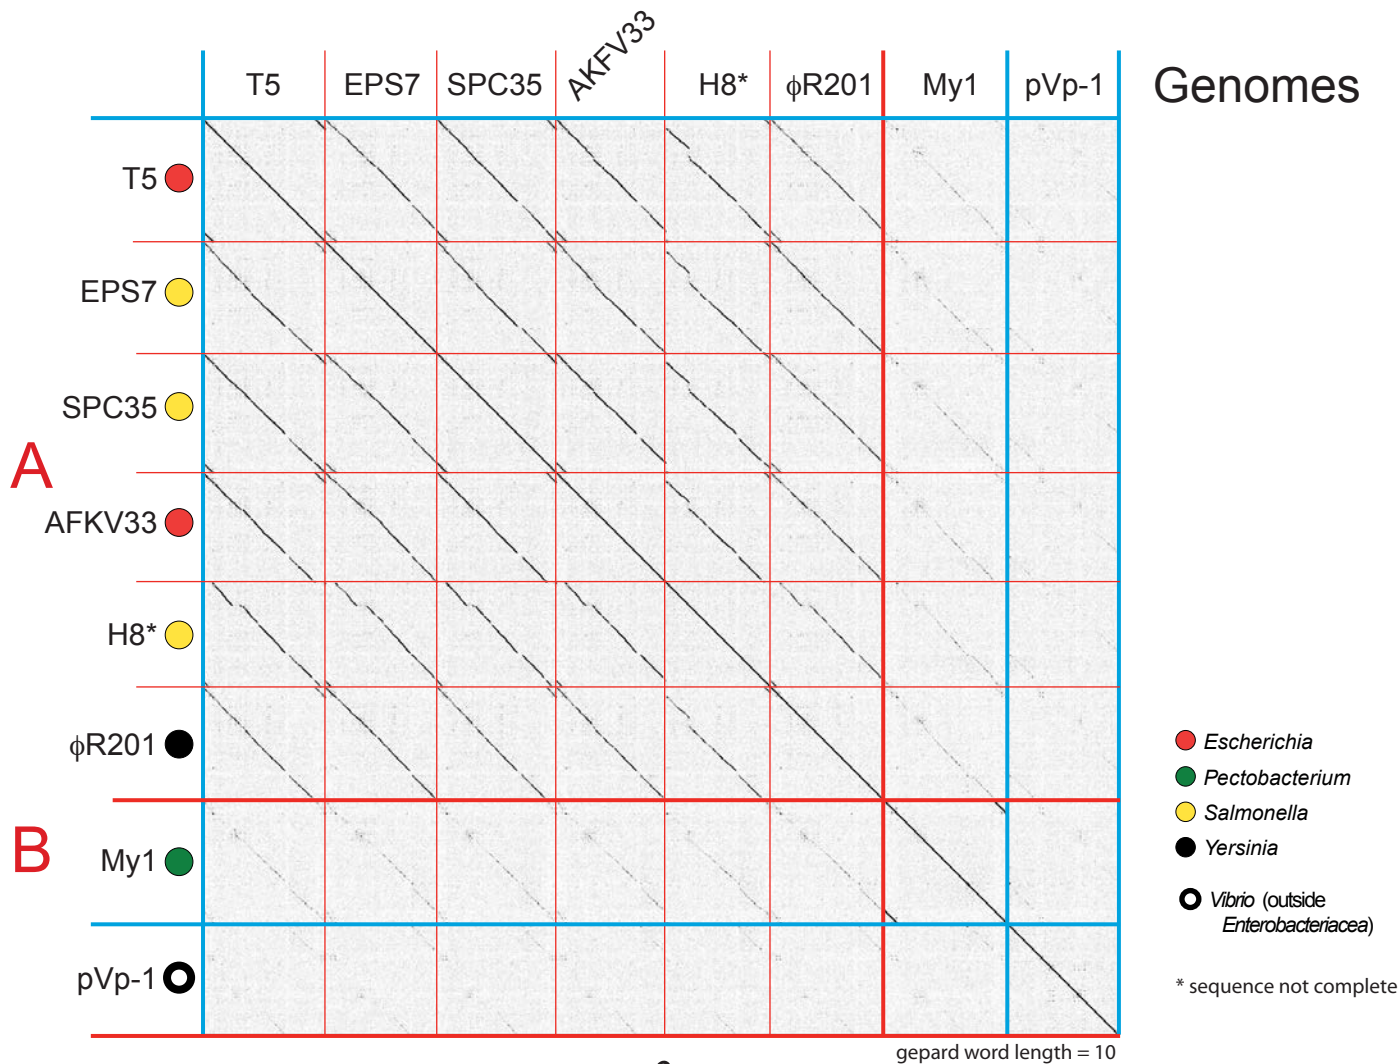 AKFV33
T5 EPS7 SPC35 H8* ϕR201 My1 pVp-1 Genomes
T5
EPS7
SPC35
A
AFKV33
H8*
ϕR201
B
My1
pVp-1
Escherichia
Pectobacterium
Salmonella
Yersinia
Vibrio (outside
Enterobacteriacea)
* sequence not complete
gepard word length = 10